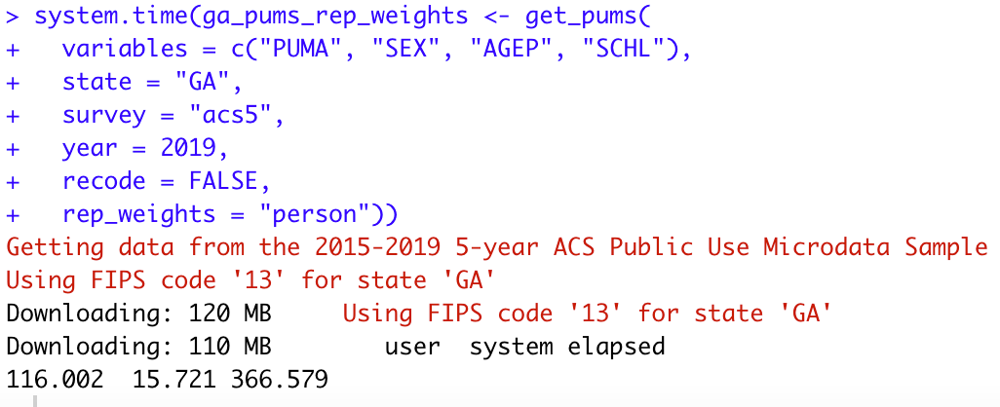 > system.time(ga_pums_rep_weights <- get_pums(
+   variables = c("PUMA", "SEX", "AGEP", "SCHL"),
+   state = "GA",
+   survey = "acs5",
+   year = 2019,
+   recode = FALSE,
+   rep_weights = "person"))
Getting data from the 2015-2019 5-year ACS Public Use Microdata Sample
Using FIPS code '13' for state 'GA'
Downloading: 120 MB     Using FIPS code '13' for state 'GA'
Downloading: 110 MB        user  system elapsed
116.002  15.721 366.579